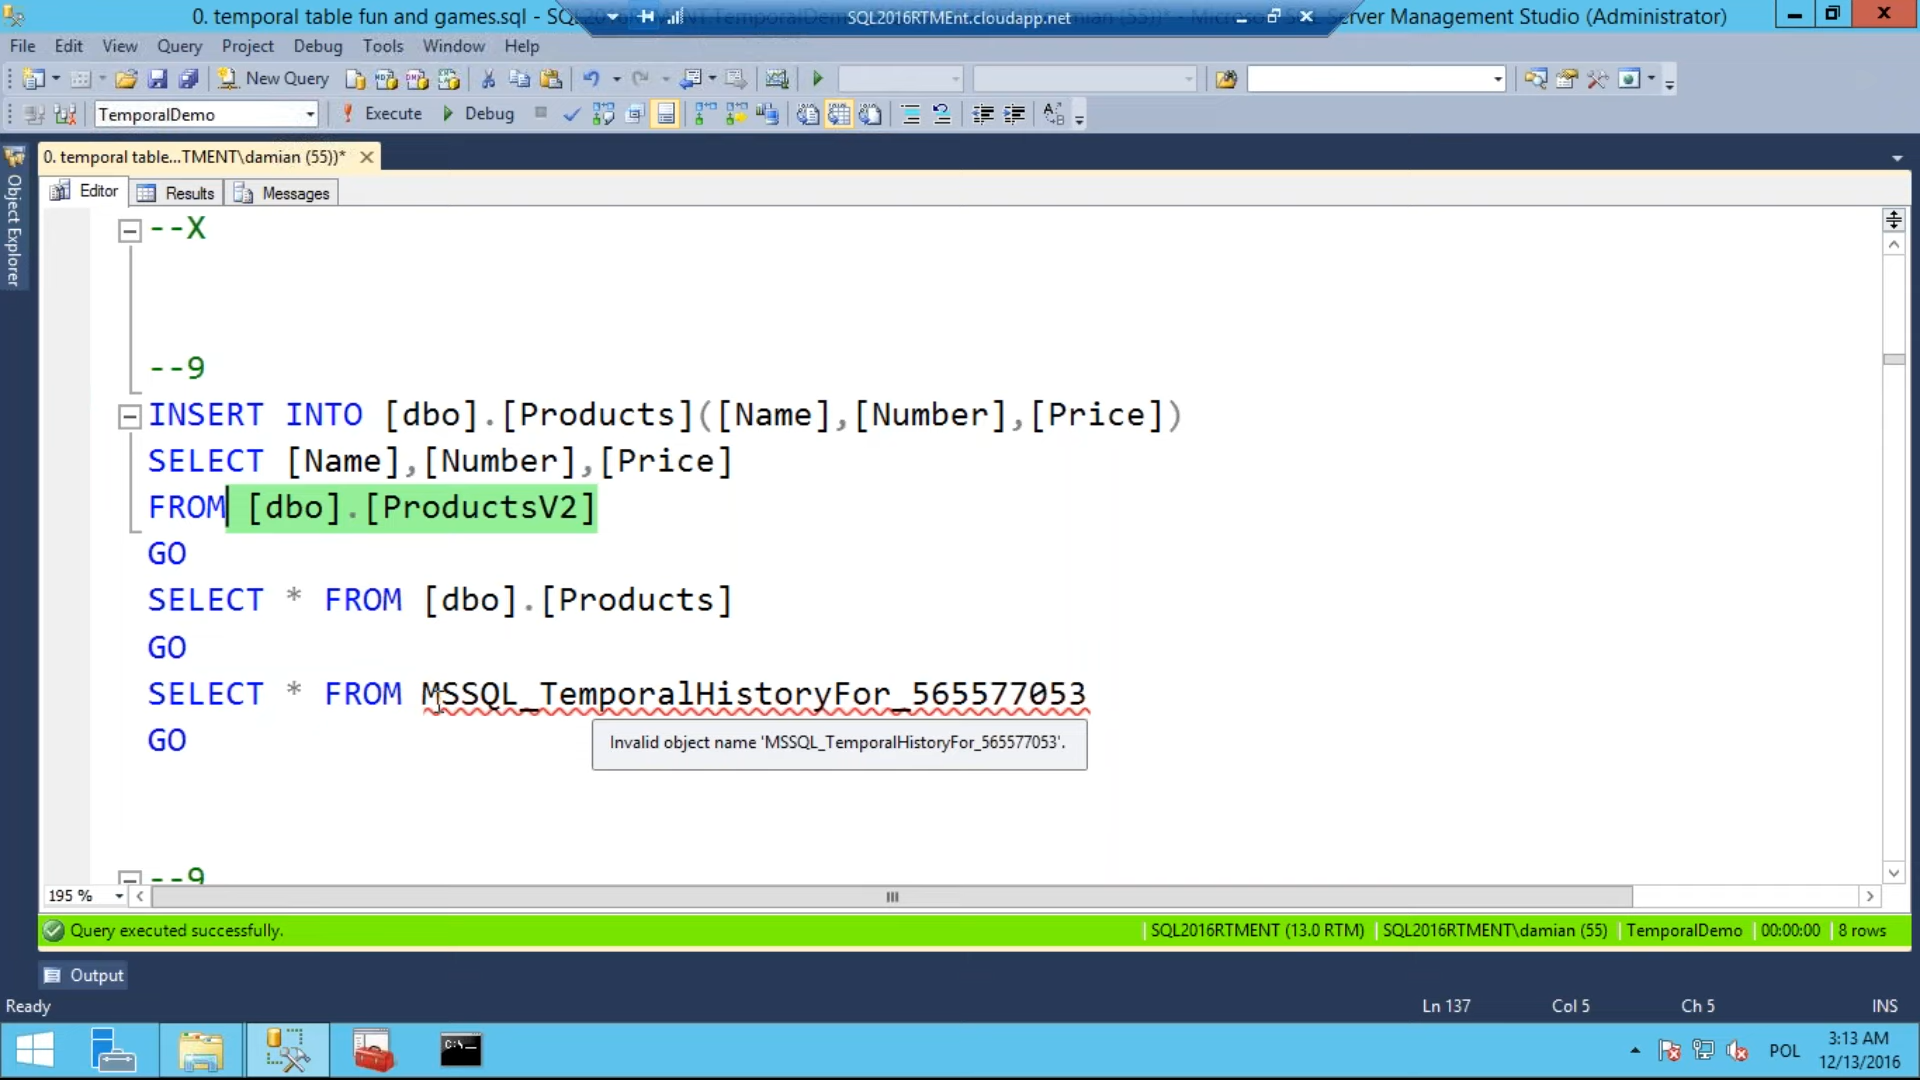 0. temporal table fun and games.sql - SQL2016RTMENT.TemporalDemo
SQL2016RTMEnt.cloudapp.net
SQL Server Management Studio (Administrator)
File Edit View Query Project Debug Tools Window Help
New Query
TemporalDemo Execute Debug
0. temporal table...TMENT\damian (55))*
Editor Results Messages
Object Explorer
--X
--9
INSERT INTO [dbo].[Products]([Name],[Number],[Price])
SELECT [Name],[Number],[Price]
FROM [dbo].[ProductsV2]
GO
SELECT * FROM [dbo].[Products]
GO
SELECT * FROM MSSQL_TemporalHistoryFor_565577053
Invalid object name 'MSSQL_TemporalHistoryFor_565577053'.
GO
--9
195 %
Query executed successfully. SQL2016RTMENT (13.0 RTM) SQL2016RTMENT\damian (55) TemporalDemo 00:00:00 8 rows
Output
Ready Ln 137 Col 5 Ch 5 INS
C:\_
POL
3:13 AM
12/13/2016